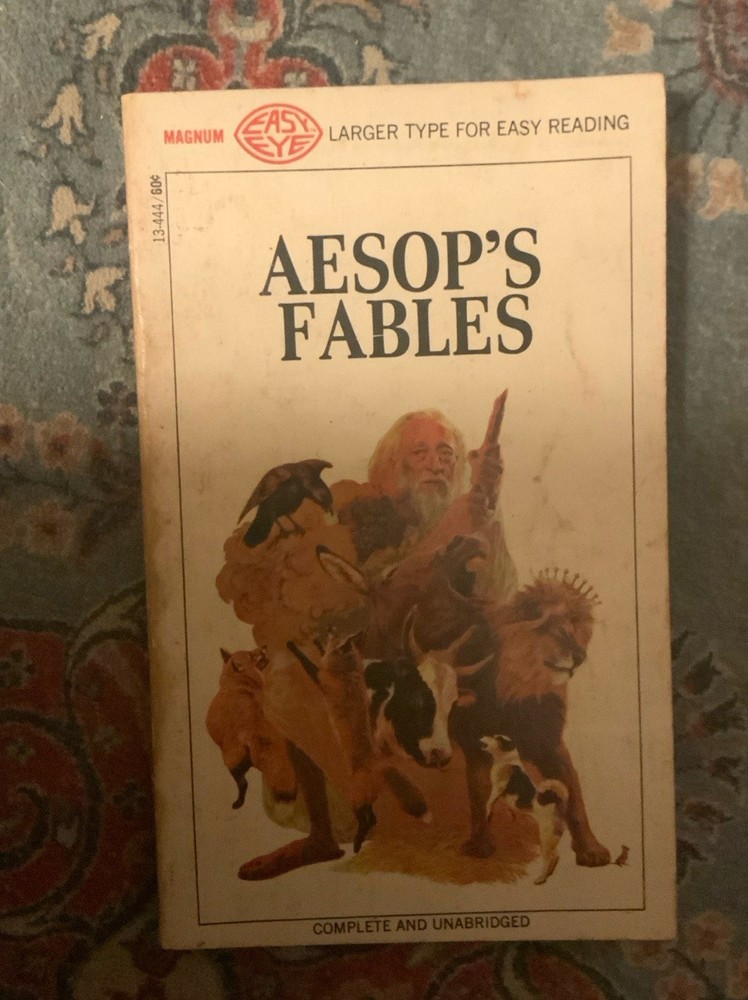 MAGNUM EASY EYE LARGER TYPE FOR EASY READING
13-444/60¢
AESOP'S
FABLES
COMPLETE AND UNABRIDGED